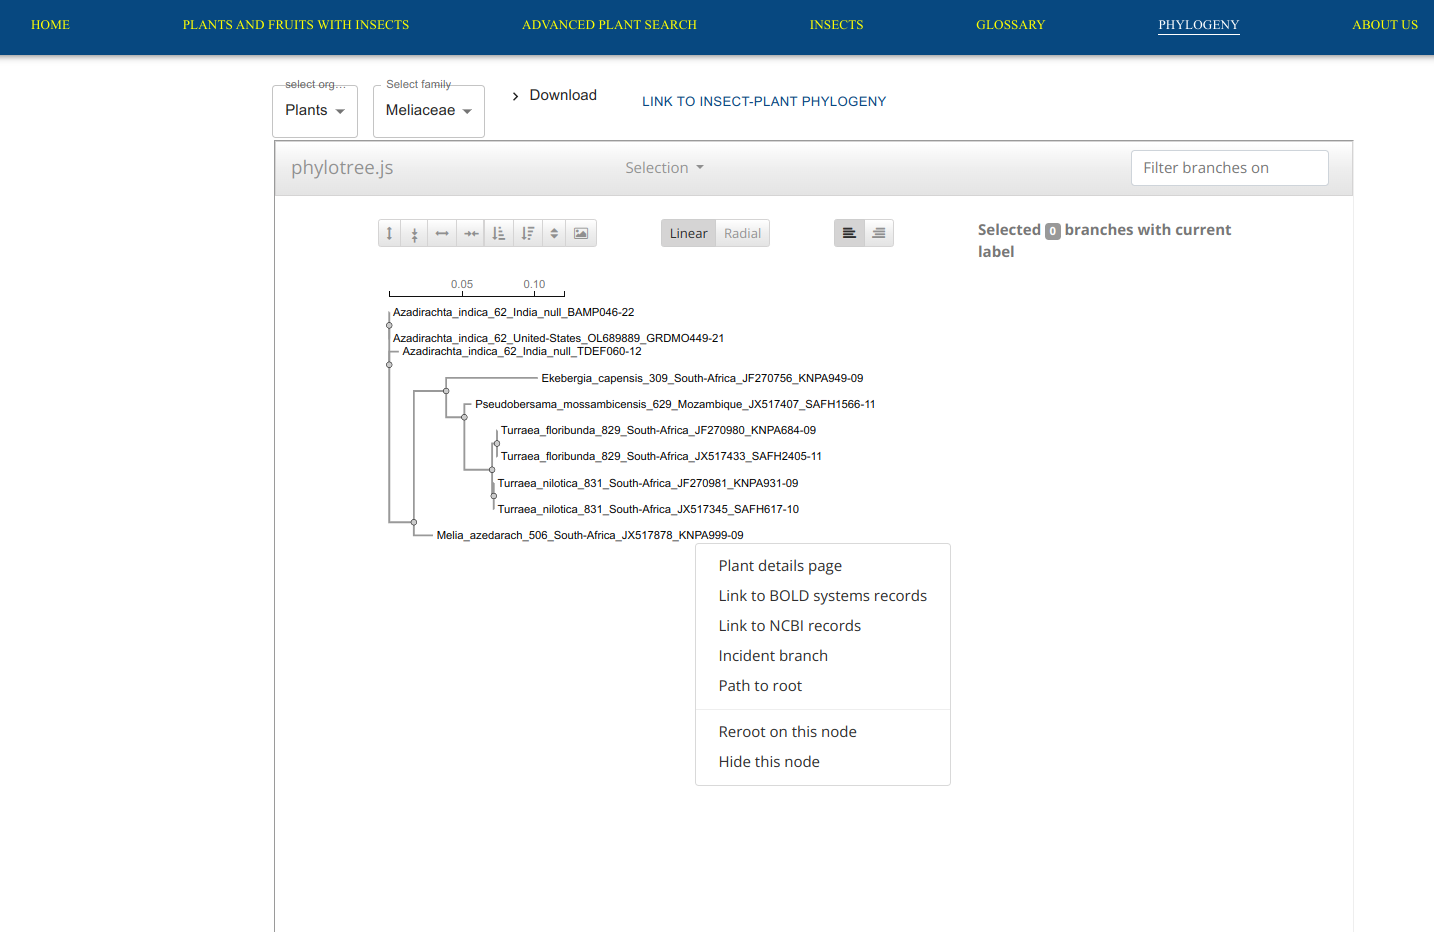 HOME PLANTS AND FRUITS WITH INSECTS ADVANCED PLANT SEARCH INSECTS GLOSSARY PHYLOGENY ABOUT US
select org... Select family
Plants Meliaceae Download LINK TO INSECT-PLANT PHYLOGENY
phylotree.js Selection Filter branches on
Linear Radial Selected 0 branches with current
label
0.05 0.10
Azadirachta_indica_62_India_null_BAMP046-22
Azadirachta_indica_62_United-States_OL689889_GRDMO449-21
Azadirachta_indica_62_India_null_TDEF060-12
Ekebergia_capensis_309_South-Africa_JF270756_KNPA949-09
Pseudobersama_mossambicensis_629_Mozambique_JX517407_SAFH1566-11
Turraea_floribunda_829_South-Africa_JF270980_KNPA684-09
Turraea_floribunda_829_South-Africa_JX517433_SAFH2405-11
Turraea_nilotica_831_South-Africa_JF270981_KNPA931-09
Turraea_nilotica_831_South-Africa_JX517345_SAFH617-10
Melia_azedarach_506_South-Africa_JX517878_KNPA999-09
Plant details page
Link to BOLD systems records
Link to NCBI records
Incident branch
Path to root
Reroot on this node
Hide this node